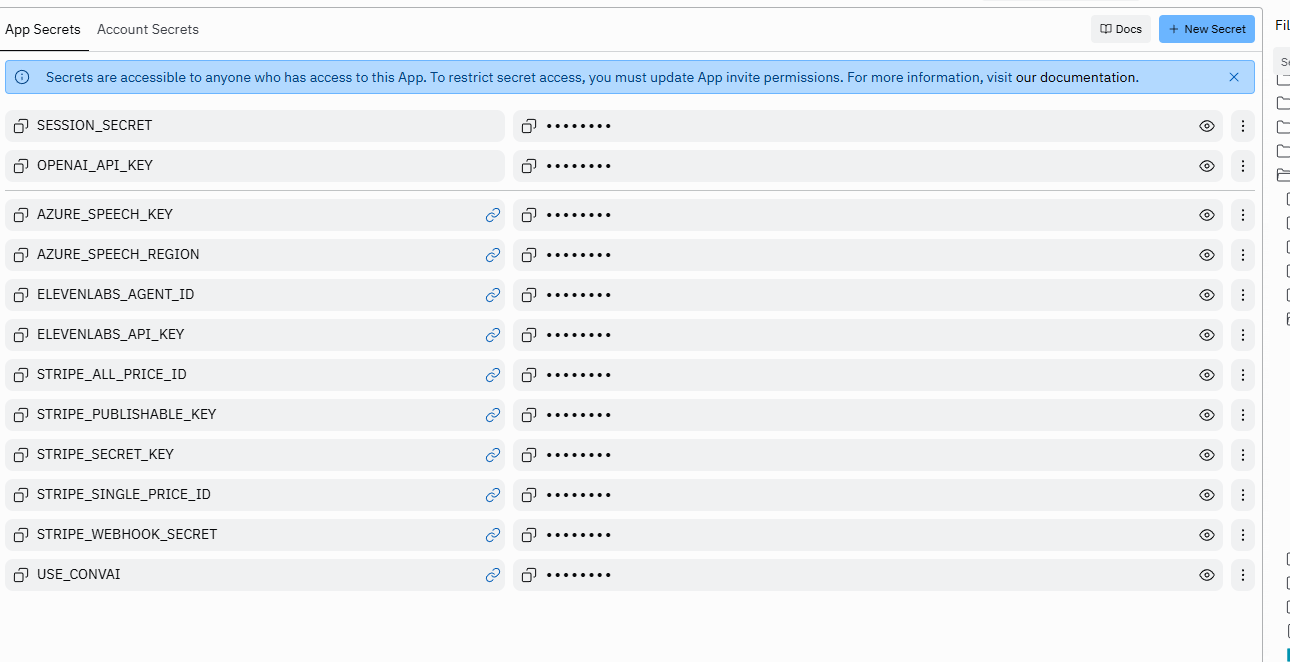 App Secrets Account Secrets Docs + New Secret Fil
Secrets are accessible to anyone who has access to this App. To restrict secret access, you must update App invite permissions. For more information, visit our documentation.
SESSION_SECRET ••••••••
OPENAI_API_KEY ••••••••
AZURE_SPEECH_KEY ••••••••
AZURE_SPEECH_REGION ••••••••
ELEVENLABS_AGENT_ID ••••••••
ELEVENLABS_API_KEY ••••••••
STRIPE_ALL_PRICE_ID ••••••••
STRIPE_PUBLISHABLE_KEY ••••••••
STRIPE_SECRET_KEY ••••••••
STRIPE_SINGLE_PRICE_ID ••••••••
STRIPE_WEBHOOK_SECRET ••••••••
USE_CONVAI ••••••••